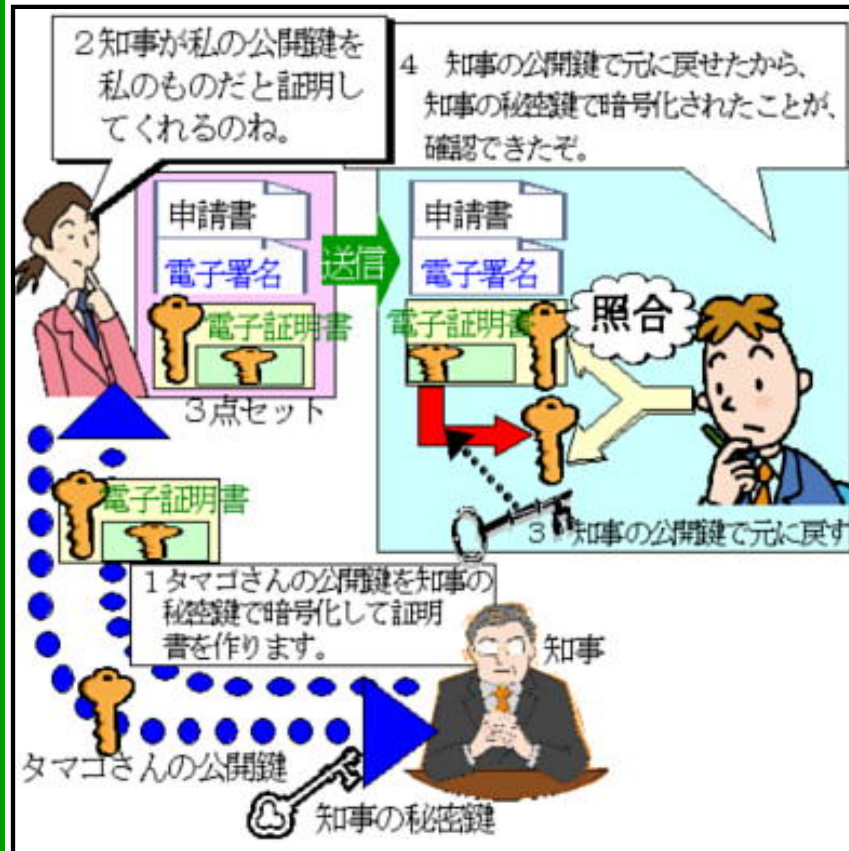 2知事が私の公開鍵を
私のものだと証明し
てくれるのね。
4 知事の公開鍵で元に戻せたから、
知事の秘密鍵で暗号化されたことが、
確認できたぞ。
申請書
電子署名
電子証明書
3点セット
送信
申請書
電子署名
電子証明書
照合
3 知事の公開鍵で元に戻す
電子証明書
1タマゴさんの公開鍵を知事の
秘密鍵で暗号化して証明
書を作ります。
知事
タマゴさんの公開鍵
知事の秘密鍵